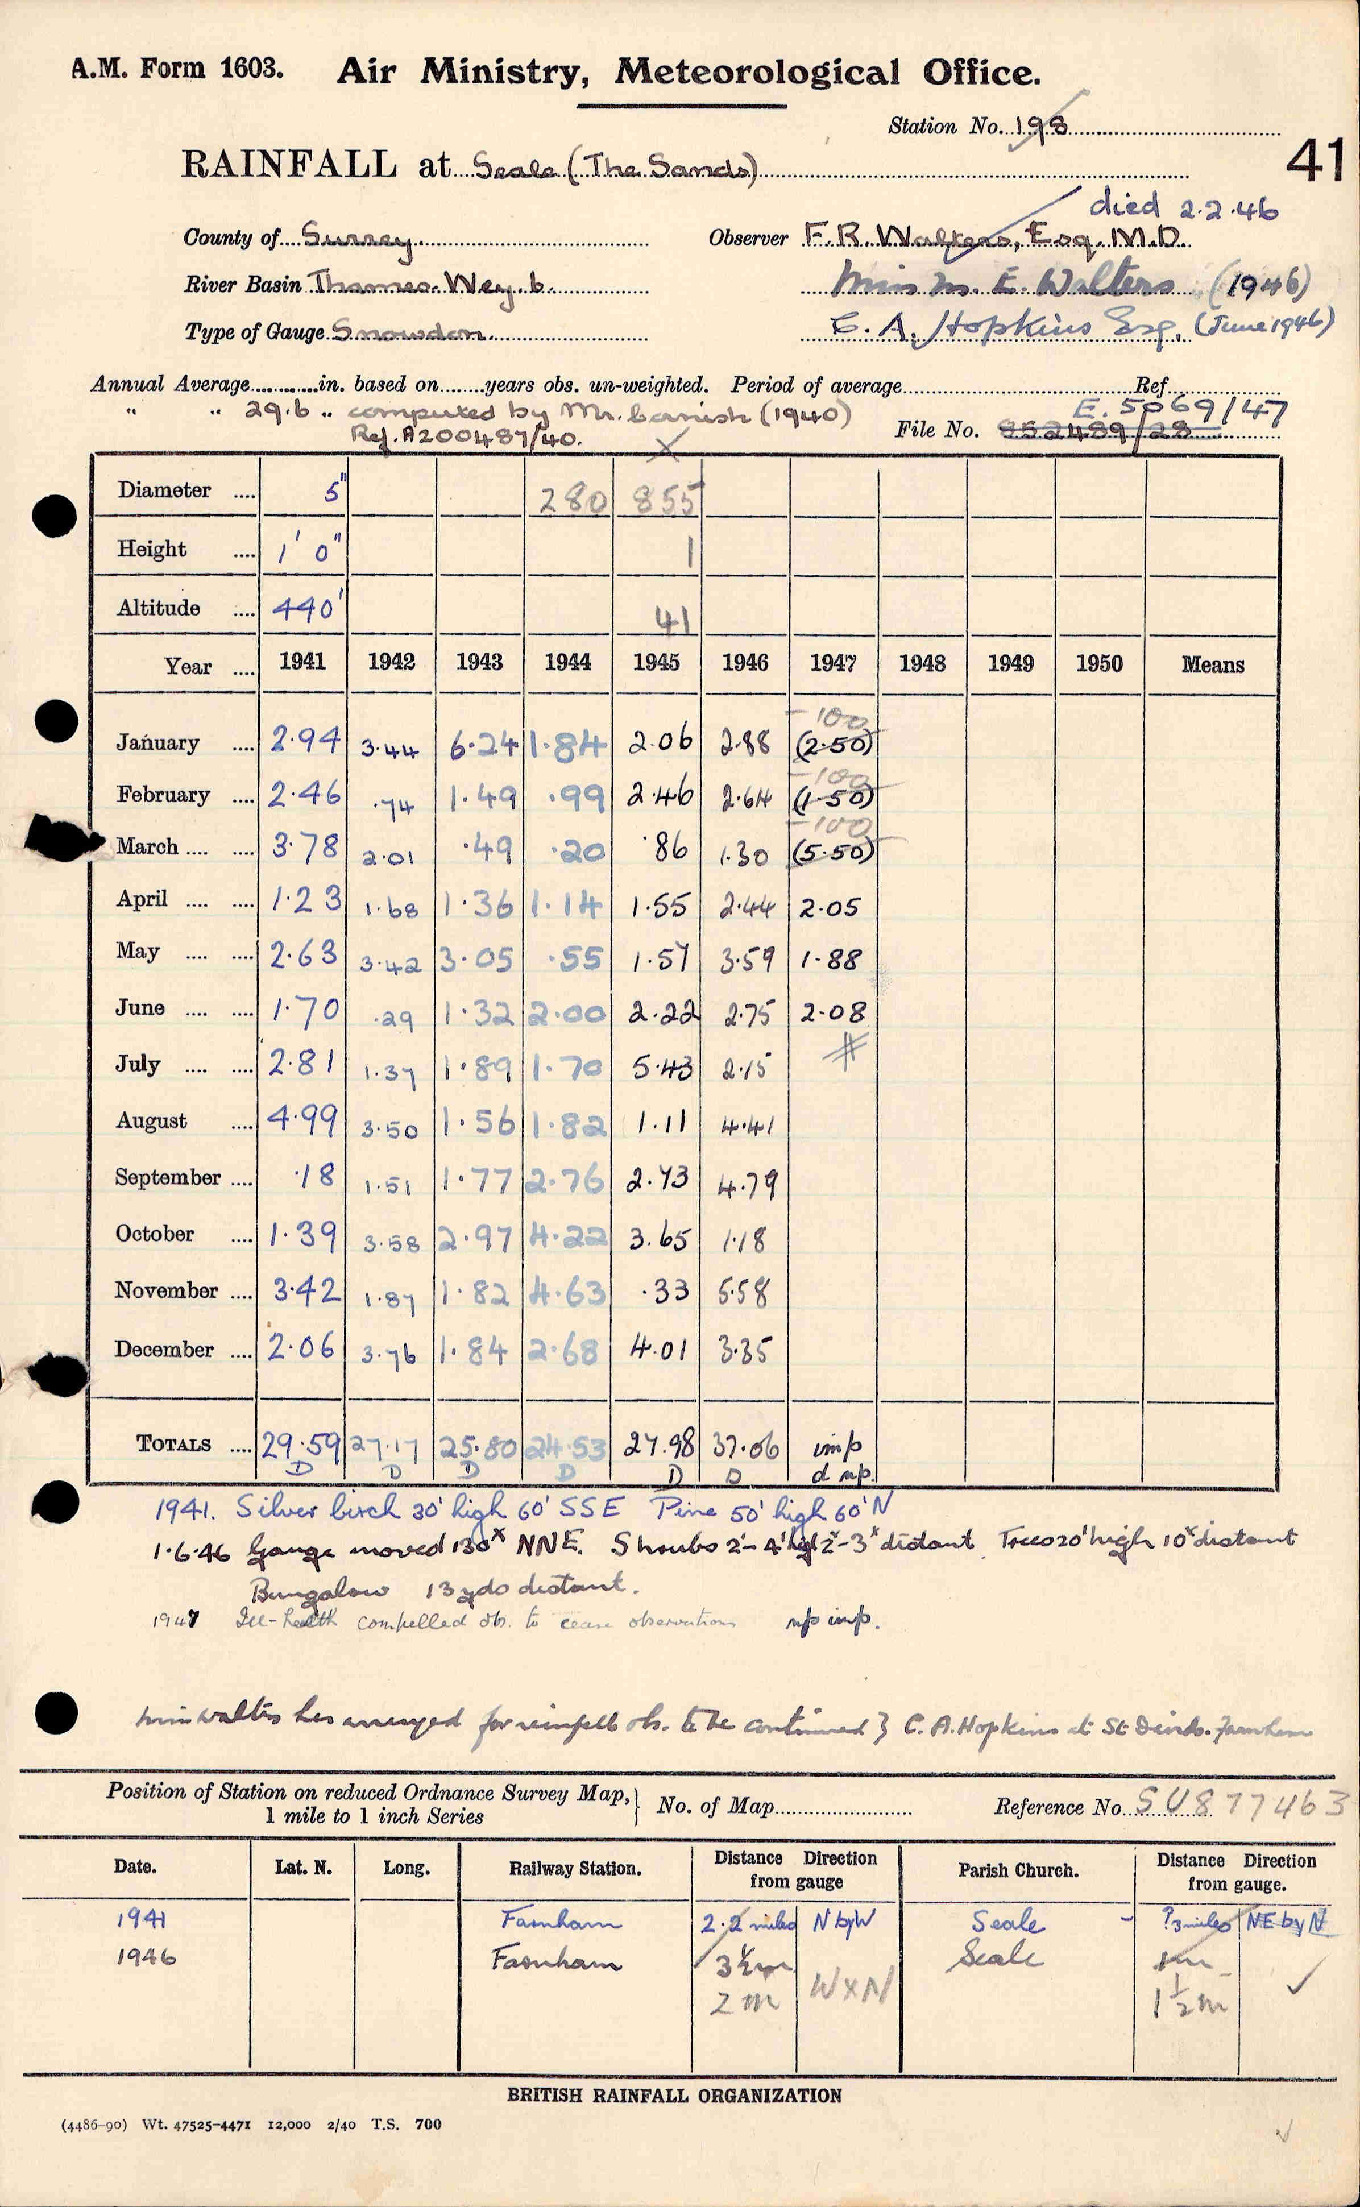 A.M. Form 1603. Air Ministry, Meteorological Office.
Station No. 198
41
RAINFALL at Seale (The Sands)
died 2.2.46
County of Surrey Observer F.R. Walters, Esq. M.D.
River Basin Thames. Wey. b. Miss M. E. Walters (1946)
Type of Gauge Snowdon. C. A. Hopkins Esq. (June 1946)
Annual Average in. based on years obs. un-weighted. Period of average Ref
" " 29.6 " computed by Mr. Cornish (1940) E. 5069/47
Ref. A200487/40. File No. 852489/28
X
Diameter .... 5" 280 855
Height .... 1' 0" 1
Altitude .... 440' 41
Year .... 1941 1942 1943 1944 1945 1946 1947 1948 1949 1950 Means
-100
January .... 2.94 3.44 6.24 1.84 2.06 2.88 (2.50)
-100
February .... 2.46 .74 1.49 .99 2.46 2.64 (1.50)
-100
March .... .... 3.78 2.01 .49 .20 .86 1.30 (5.50)
April .... .... 1.23 1.68 1.36 1.14 1.55 2.44 2.05
May .... .... 2.63 3.42 3.05 .55 1.57 3.59 1.88
June .... .... 1.70 .29 1.32 2.00 2.22 2.75 2.08
July .... .... 2.81 1.37 1.89 1.70 5.43 2.15
August .... 4.99 3.50 1.56 1.82 1.11 4.41
September .... .18 1.51 1.77 2.76 2.73 4.79
October .... 1.39 3.58 2.97 4.22 3.65 1.18
November .... 3.42 1.87 1.82 4.63 .33 5.58
December .... 2.06 3.76 1.84 2.68 4.01 3.35
TOTALS .... 29.59 27.17 25.80 24.53 27.98 37.06 imp
D D D D D D d np.
1941. Silver birch 30' high 60' SSE Pine 50' high 60' N
1.6.46 Gauge moved 130x NNE. Shrubs 2'-4' high 2x-3x distant Trees 20' high 10x distant
Bungalow 13 yds distant.
1947 Ill-health compelled obs. to cease observations np imp.
Miss Walters has arranged for rainfall obs. to be continued C. A. Hopkins at St Farnham
Position of Station on reduced Ordnance Survey Map, 1 mile to 1 inch Series No. of Map Reference No. SU877463
Date. Lat. N. Long. Railway Station. Distance Direction from gauge Parish Church. Distance Direction from gauge.
1941 Farnham 2.2 miles N by W Seale - ?3 miles NE by N
1946 Farnham 3½m Seale 1m
2m W x N 1½m ✓
BRITISH RAINFALL ORGANIZATION
(4486-90) Wt. 47525-4471 12,000 2/40 T.S. 700